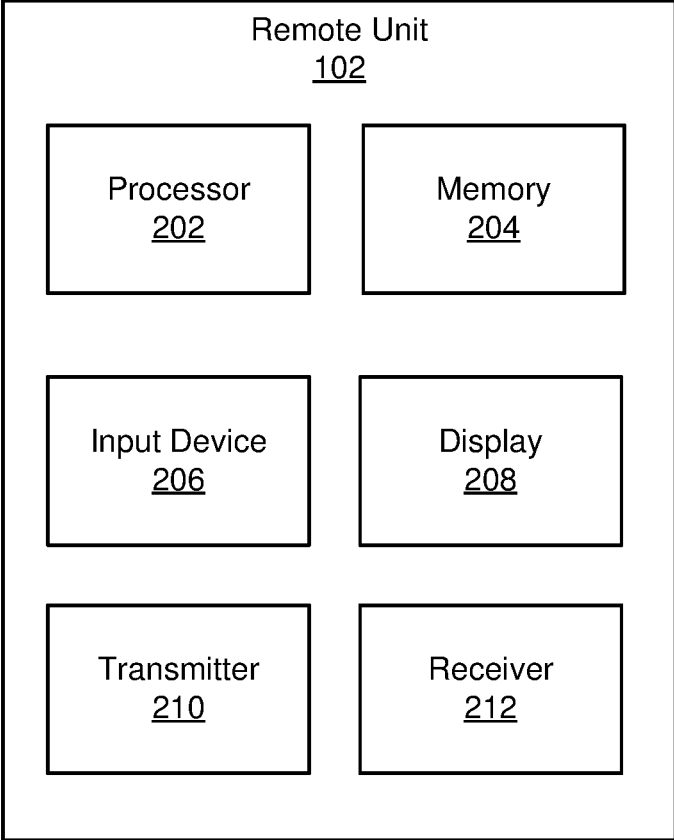 Remote Unit
102
Processor
202
Memory
204
Input Device
206
Display
208
Transmitter
210
Receiver
212